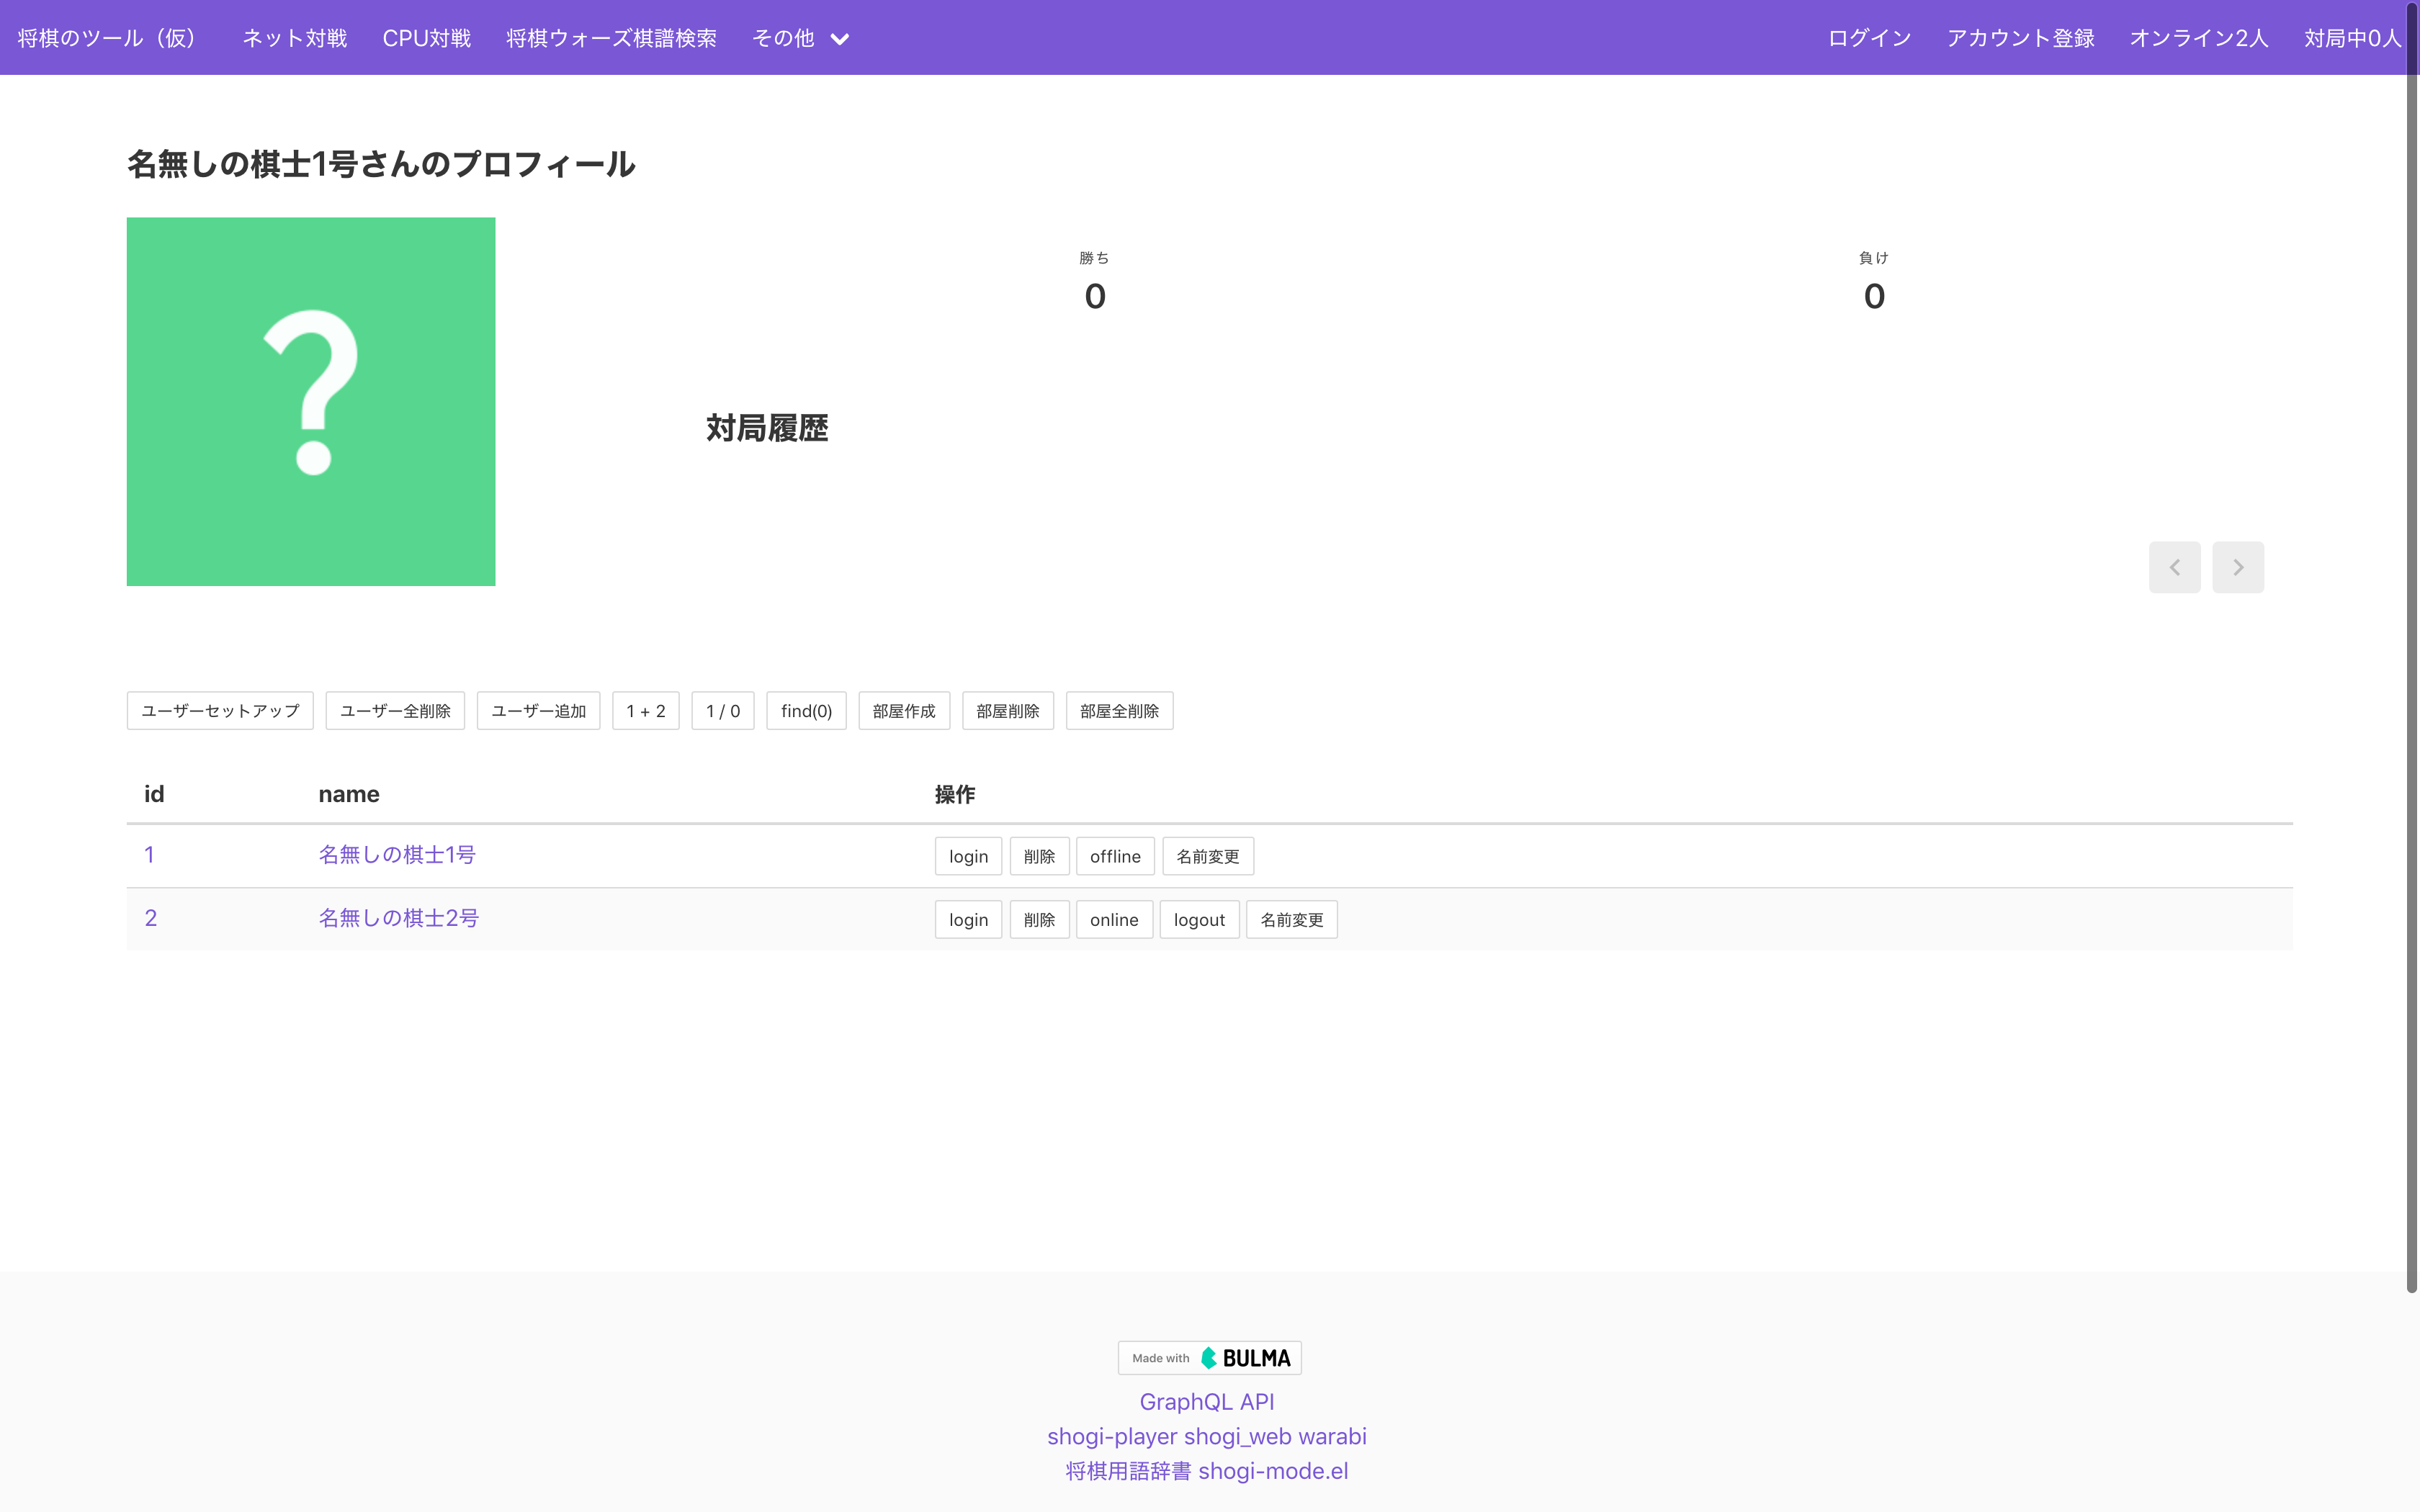 将棋のツール（仮） ネット対戦 CPU対戦 将棋ウォーズ棋譜検索 その他 ログイン アカウント登録 オンライン2人 対局中0人
名無しの棋士1号さんのプロフィール
?
勝ち 負け
0 0
対局履歴
ユーザーセットアップ ユーザー全削除 ユーザー追加 1 + 2 1 / 0 find(0) 部屋作成 部屋削除 部屋全削除
id name 操作
1 名無しの棋士1号 login 削除 offline 名前変更
2 名無しの棋士2号 login 削除 online logout 名前変更
Made with BULMA
GraphQL API
shogi-player shogi_web warabi
将棋用語辞書 shogi-mode.el